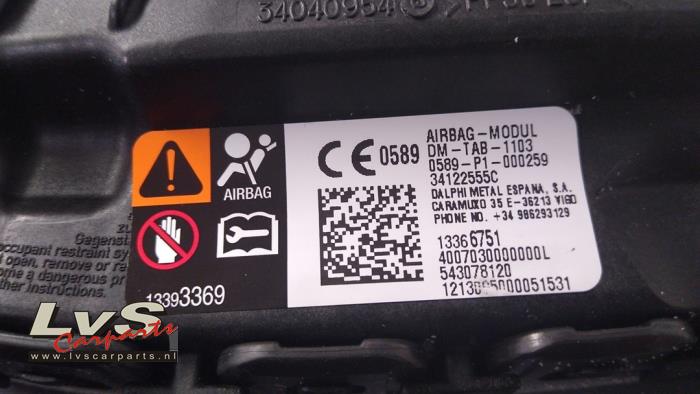 34040954
AIRBAG-MODUL
DM-TAB-1103
0589-P1-000259
34122555C
DALPHI METAL ESPANA, S.A.
CARAMUXO 35 E-36213 VIGO
PHONE NO. +34 986293129
CE 0589
AIRBAG
13366751
4007030000000L
543078120
13393369
Gegenst
occupant restraint sy
open, remove or re
e a dangerous pr
ther instructions.
LvS
Carparts
www.lvscarparts.nl